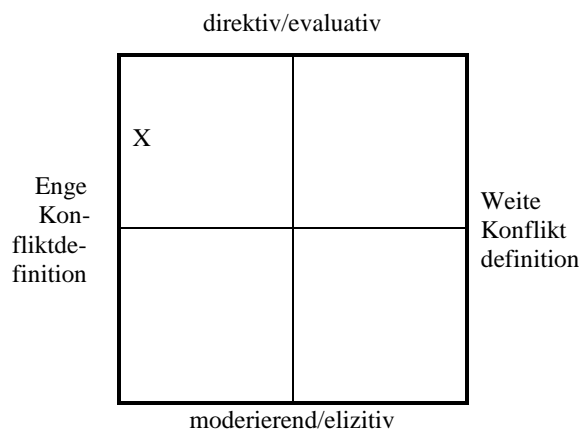 direktiv/evaluativ
X
Enge
Kon-
fliktde-
finition
Weite
Konflikt
definition
moderierend/elizitiv